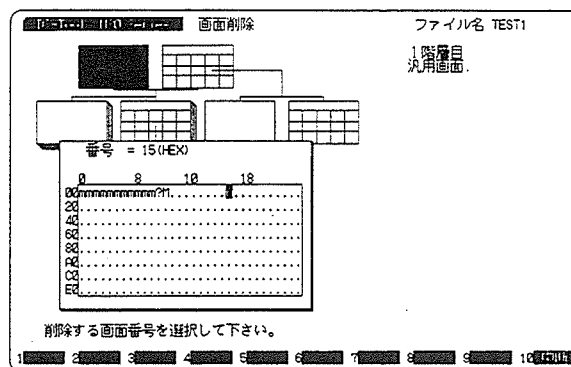 画面削除 ファイル名 TEST1
1階層目
汎用画面.
番号 = 15(HEX)
0 8 10 18
00mmmmmmmmmmm?M
20
40
60
80
A0
C0
E0
削除する画面番号を選択して下さい。
1 2 3 4 5 6 7 8 9 10